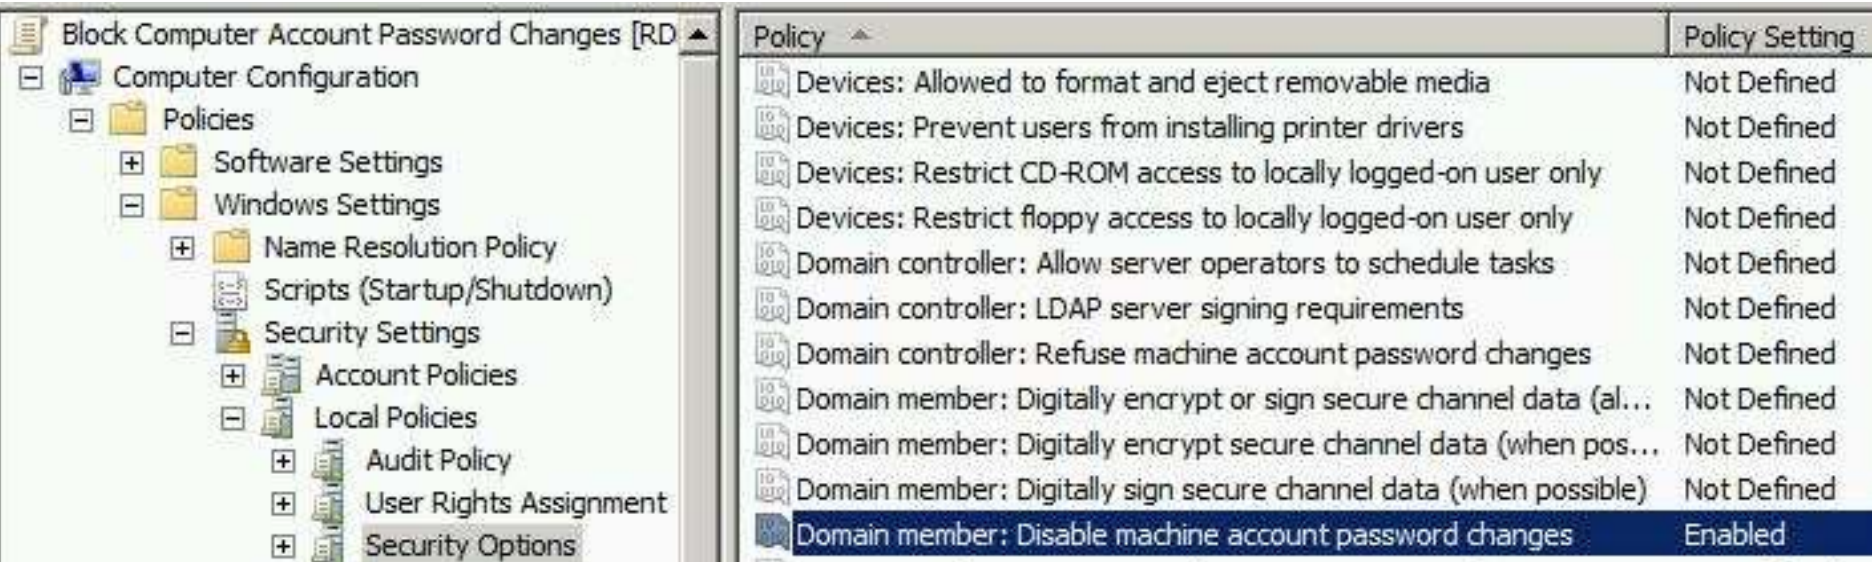 Block Computer Account Password Changes [RD
Computer Configuration
Policies
Software Settings
Windows Settings
Name Resolution Policy
Scripts (Startup/Shutdown)
Security Settings
Account Policies
Local Policies
Audit Policy
User Rights Assignment
Security Options
Policy Policy Setting
Devices: Allowed to format and eject removable media Not Defined
Devices: Prevent users from installing printer drivers Not Defined
Devices: Restrict CD-ROM access to locally logged-on user only Not Defined
Devices: Restrict floppy access to locally logged-on user only Not Defined
Domain controller: Allow server operators to schedule tasks Not Defined
Domain controller: LDAP server signing requirements Not Defined
Domain controller: Refuse machine account password changes Not Defined
Domain member: Digitally encrypt or sign secure channel data (al... Not Defined
Domain member: Digitally encrypt secure channel data (when pos... Not Defined
Domain member: Digitally sign secure channel data (when possible) Not Defined
Domain member: Disable machine account password changes Enabled